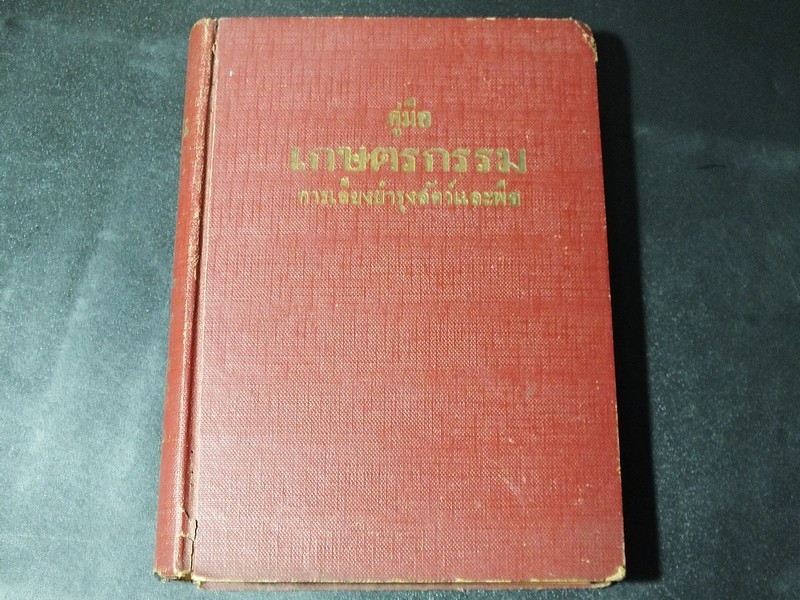 คู่มือ
เกษตรกรรม
การเลี้ยงบำรุงสัตว์และพืช